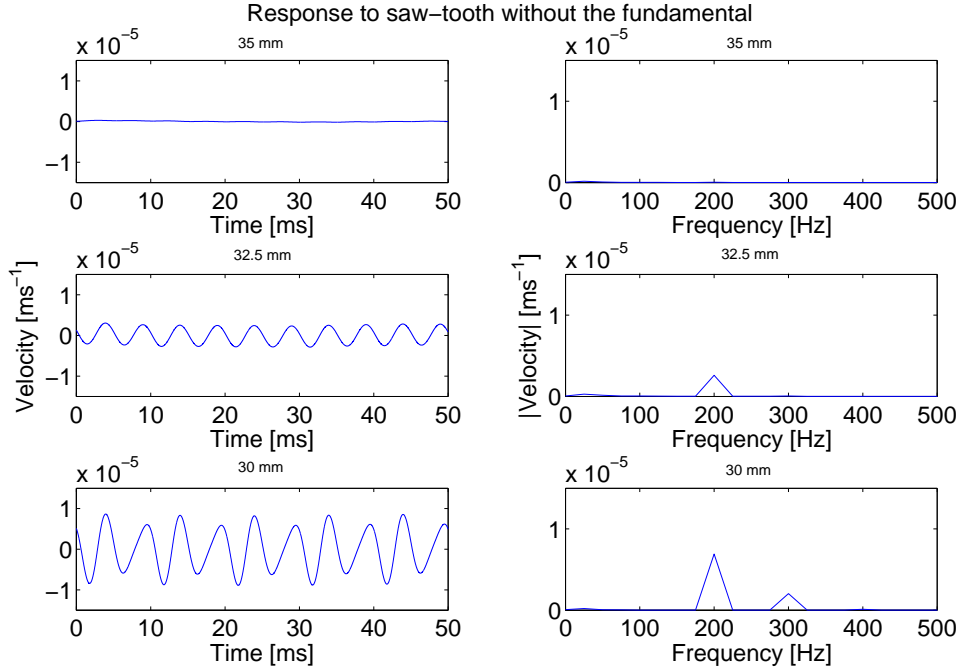 Response to saw−tooth without the fundamental
x 10⁻⁵
35 mm
1
0
−1
0 10 20 30 40 50
Time [ms]
x 10⁻⁵
35 mm
1
0
0 100 200 300 400 500
Frequency [Hz]
Velocity [ms⁻¹]
x 10⁻⁵
32.5 mm
1
0
−1
0 10 20 30 40 50
Time [ms]
|Velocity| [ms⁻¹]
x 10⁻⁵
32.5 mm
1
0
0 100 200 300 400 500
Frequency [Hz]
x 10⁻⁵
30 mm
1
0
−1
0 10 20 30 40 50
Time [ms]
x 10⁻⁵
30 mm
1
0
0 100 200 300 400 500
Frequency [Hz]